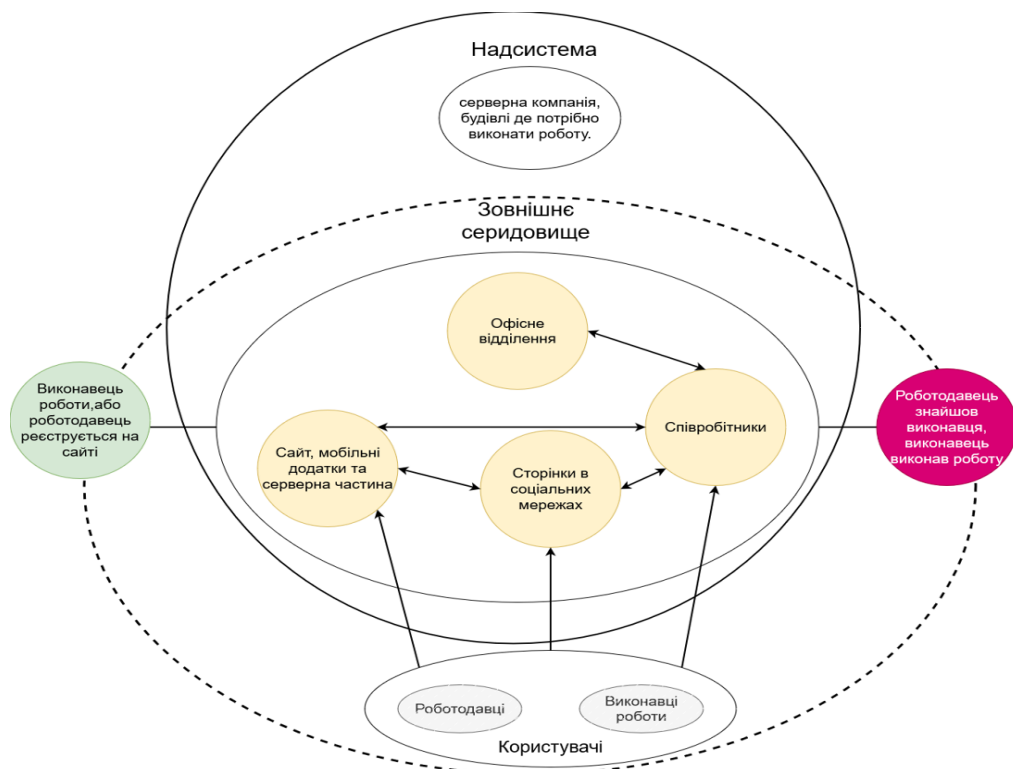 Надсистема
серверна компанія,
будівлі де потрібно
виконати роботу.
Зовнішнє
серидовище
Офісне
відділення
Виконавець
роботи,або
роботодавець
реєструється на
сайті
Сайт, мобільні
додатки та
серверна частина
Сторінки в
соціальних
мережах
Співробітники
Роботодавець
знайшов
виконавця,
виконавець
виконав роботу
Роботодавці
Виконавці
роботи
Користувачі